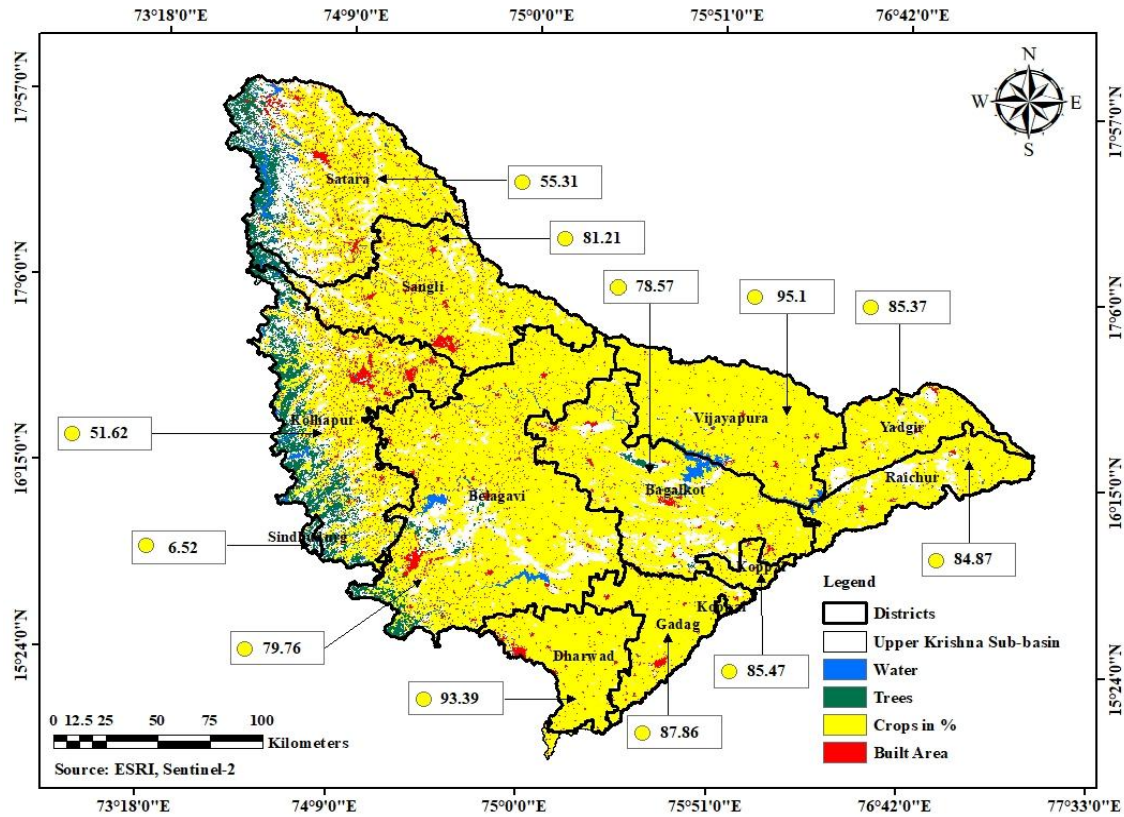 73°18'0"E 74°9'0"E 75°0'0"E 75°51'0"E 76°42'0"E
17°57'0"N
17°57'0"N
N
W E
S
Satara
55.31
81.21
17°6'0"N
17°6'0"N
Sangli
78.57
95.1
85.37
Vijayapura
Yadgir
Kolhapur
51.62
16°15'0"N
16°15'0"N
Raichur
Belagavi
Bagalkot
Sindhudurg
6.52
84.87
Koppal
Koppal
Gadag
79.76
Dharwad
85.47
93.39
87.86
15°24'0"N
15°24'0"N
Legend
Districts
Upper Krishna Sub-basin
Water
Trees
Crops in %
Built Area
0 12.5 25 50 75 100
Kilometers
Source: ESRI, Sentinel-2
73°18'0"E 74°9'0"E 75°0'0"E 75°51'0"E 76°42'0"E 77°33'0"E